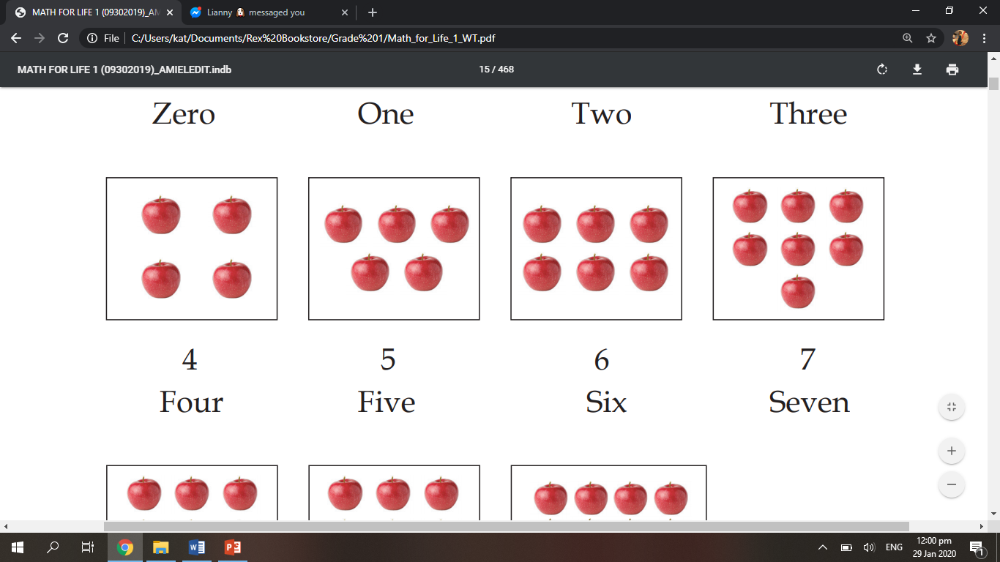 MATH FOR LIFE 1 (09302019)_AM
Lianny messaged you
File C:/Users/kat/Documents/Rex%20Bookstore/Grade%201/Math_for_Life_1_WT.pdf
MATH FOR LIFE 1 (09302019)_AMIELEDIT.indb 15 / 468
Zero One Two Three
4 5 6 7
Four Five Six Seven
ENG 12:00 pm
29 Jan 2020 1